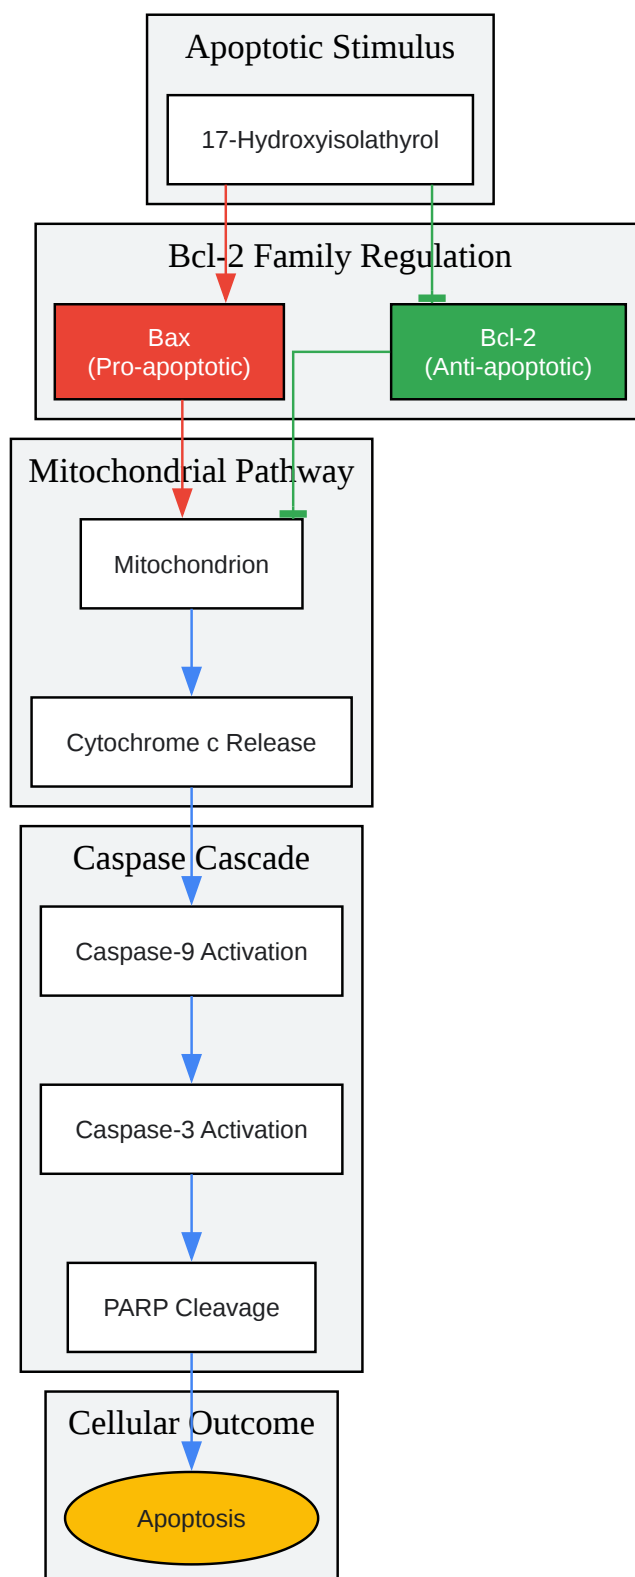 Apoptotic Stimulus
17-Hydroxyisolathyrol
Bcl-2 Family Regulation
Bax
(Pro-apoptotic)
Bcl-2
(Anti-apoptotic)
Mitochondrial Pathway
Mitochondrion
Cytochrome c Release
Caspase Cascade
Caspase-9 Activation
Caspase-3 Activation
PARP Cleavage
Cellular Outcome
Apoptosis